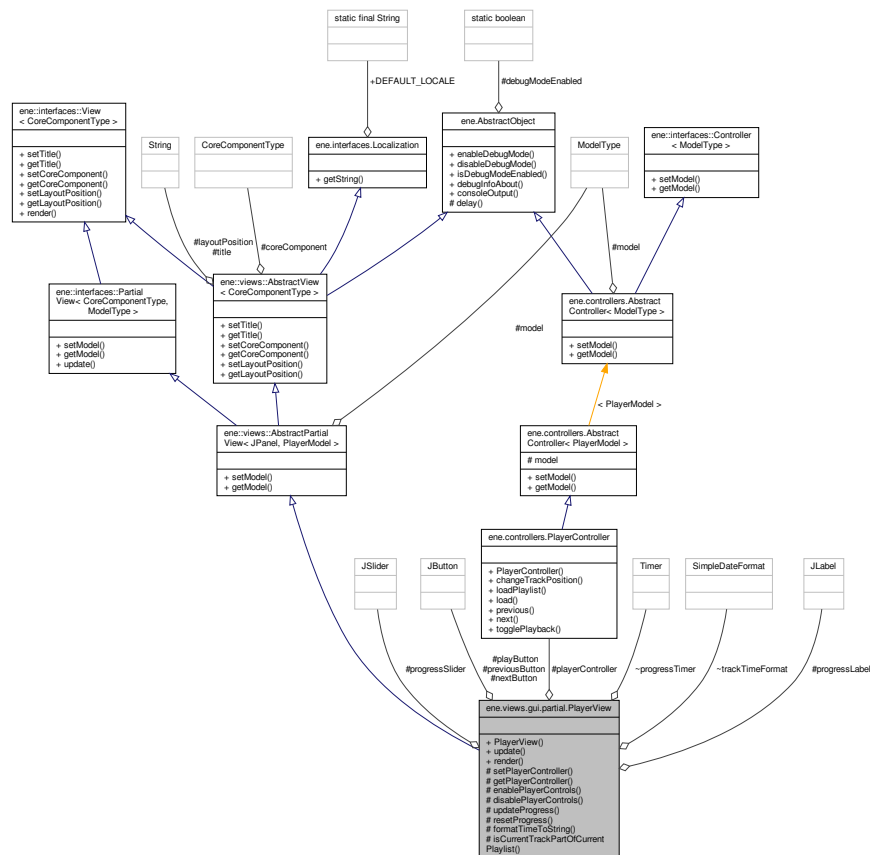 static final String
static boolean
+DEFAULT_LOCALE
#debugModeEnabled
ene::interfaces::View
< CoreComponentType >
+ setTitle()
+ getTitle()
+ setCoreComponent()
+ getCoreComponent()
+ setLayoutPosition()
+ getLayoutPosition()
+ render()
String
CoreComponentType
ene.interfaces.Localization
+ getString()
ene.AbstractObject
+ enableDebugMode()
+ disableDebugMode()
+ isDebugModeEnabled()
+ debugInfoAbout()
+ consoleOutput()
# delay()
ModelType
ene::interfaces::Controller
< ModelType >
+ setModel()
+ getModel()
#layoutPosition
#title
#coreComponent
#model
ene::interfaces::Partial
View< CoreComponentType,
ModelType >
+ setModel()
+ getModel()
+ update()
ene::views::AbstractView
< CoreComponentType >
+ setTitle()
+ getTitle()
+ setCoreComponent()
+ getCoreComponent()
+ setLayoutPosition()
+ getLayoutPosition()
#model
ene.controllers.Abstract
Controller< ModelType >
+ setModel()
+ getModel()
< PlayerModel >
ene::views::AbstractPartial
View< JPanel, PlayerModel >
+ setModel()
+ getModel()
ene.controllers.Abstract
Controller< PlayerModel >
# model
+ setModel()
+ getModel()
JSlider
JButton
ene.controllers.PlayerController
+ PlayerController()
+ changeTrackPosition()
+ loadPlaylist()
+ load()
+ previous()
+ next()
+ togglePlayback()
Timer
SimpleDateFormat
JLabel
#progressSlider
#playButton
#previousButton
#nextButton
#playerController
~progressTimer
~trackTimeFormat
#progressLabel
ene.views.gui.partial.PlayerView
+ PlayerView()
+ update()
+ render()
# setPlayerController()
# getPlayerController()
# enablePlayerControls()
# disablePlayerControls()
# updateProgress()
# resetProgress()
# formatTimeToString()
# isCurrentTrackPartOfCurrent
Playlist()